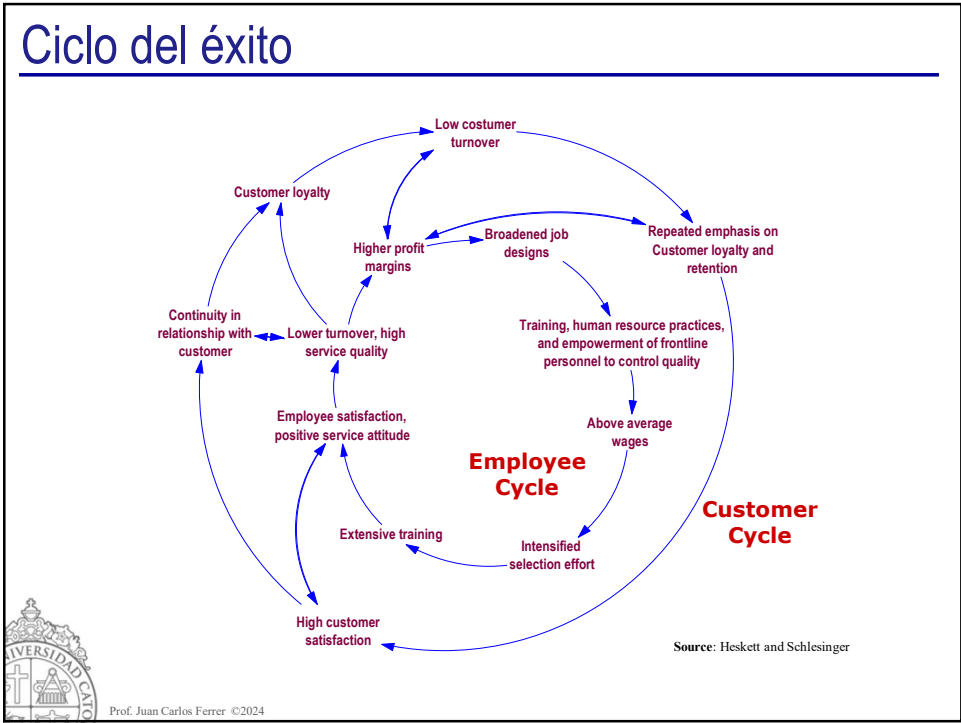 Ciclo del éxito
Low costumer
turnover
Customer loyalty
Higher profit
margins
Broadened job
designs
Repeated emphasis on
Customer loyalty and
retention
Continuity in
relationship with
customer
Lower turnover, high
service quality
Training, human resource practices,
and empowerment of frontline
personnel to control quality
Employee satisfaction,
positive service attitude
Above average
wages
Employee
Cycle
Customer
Cycle
Extensive training
Intensified
selection effort
High customer
satisfaction
Source: Heskett and Schlesinger
Prof. Juan Carlos Ferrer ©2024